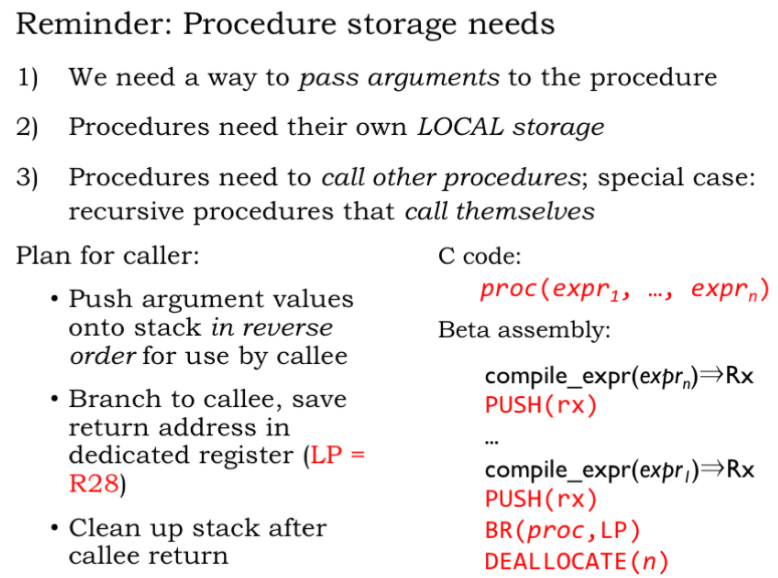 Reminder: Procedure storage needs
1) We need a way to pass arguments to the procedure
2) Procedures need their own LOCAL storage
3) Procedures need to call other procedures; special case:
recursive procedures that call themselves
Plan for caller:
• Push argument values
onto stack in reverse
order for use by callee
• Branch to callee, save
return address in
dedicated register (LP =
R28)
• Clean up stack after
callee return
C code:
proc(expr₁, …, exprₙ)
Beta assembly:
compile_expr(exprₙ)⇒Rx
PUSH(rx)
…
compile_expr(expr₁)⇒Rx
PUSH(rx)
BR(proc,LP)
DEALLOCATE(n)